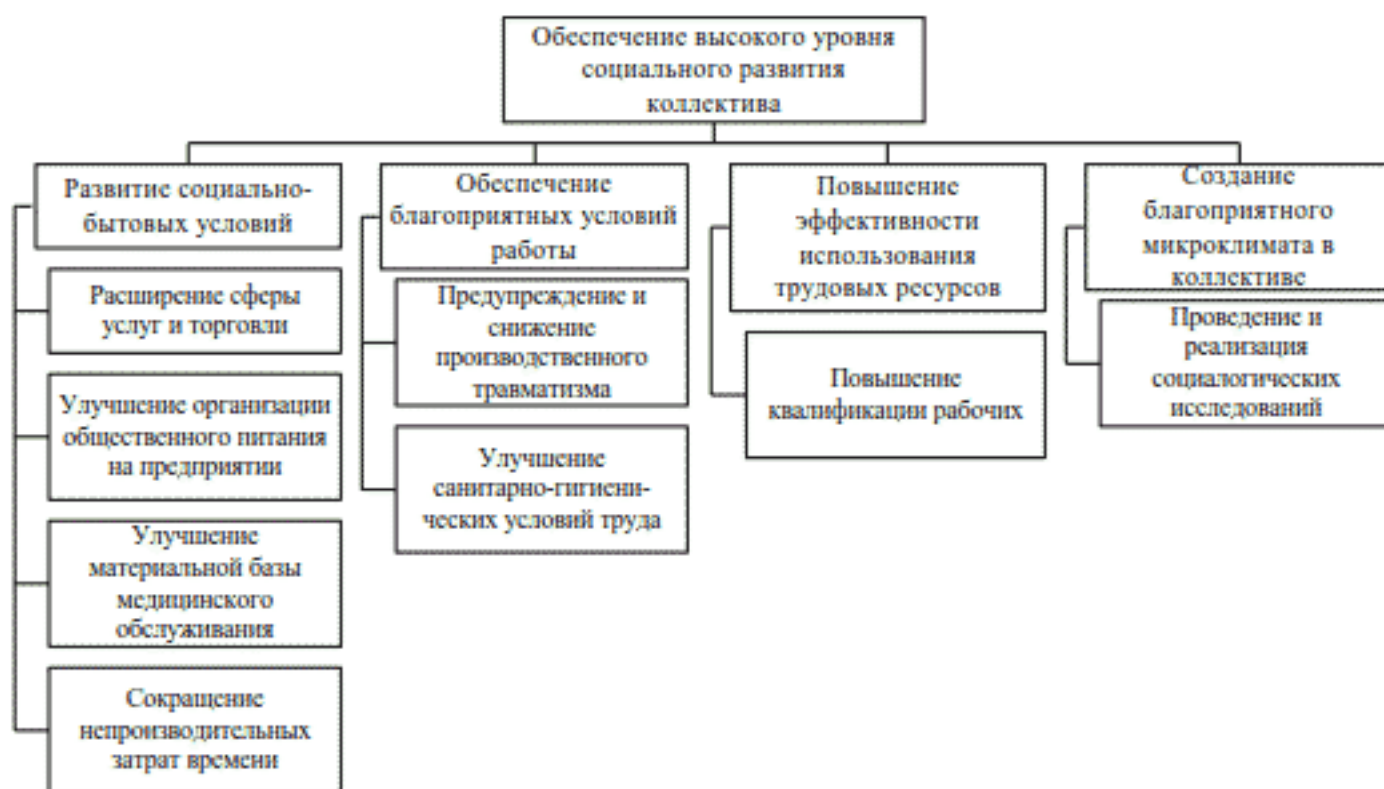 Обеспечение высокого уровня
социального развития
коллектива
Развитие социально-
бытовых условий
Расширение сферы
услуг и торговли
Улучшение организации
общественного питания
на предприятии
Улучшение
материальной базы
медицинского
обслуживания
Сокращение
непроизводительных
затрат времени
Обеспечение
благоприятных условий
работы
Предупреждение и
снижение
производственного
травматизма
Улучшение
санитарно-гигиени-
ческих условий труда
Повышение
эффективности
использования
трудовых ресурсов
Повышение
квалификации рабочих
Создание
благоприятного
микроклимата в
коллективе
Проведение и
реализация
социалогических
исследований